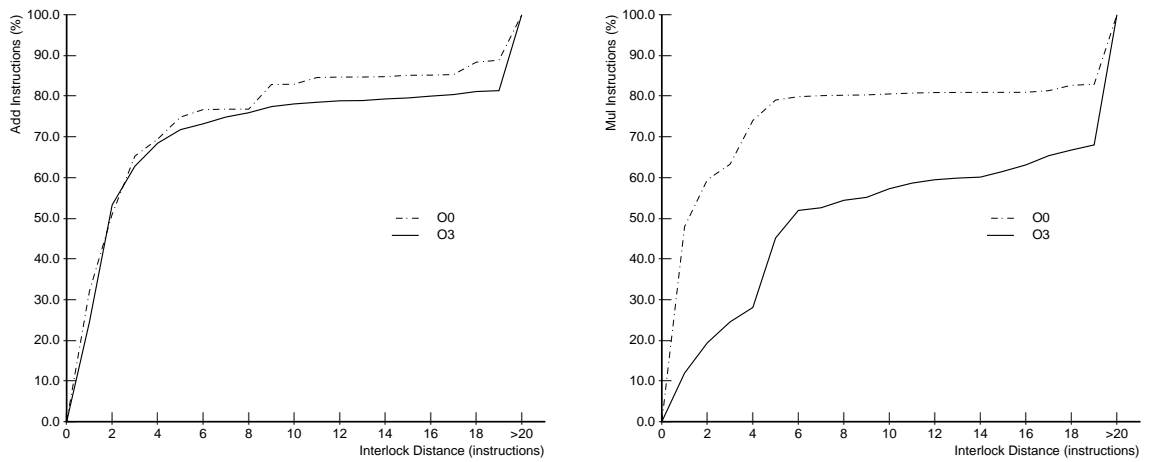 Add Instructions (%)
100.0
90.0
80.0
70.0
60.0
50.0
40.0
30.0
20.0
10.0
0.0
0 2 4 6 8 10 12 14 16 18 >20
Interlock Distance (instructions)
O0
O3
Mul Instructions (%)
100.0
90.0
80.0
70.0
60.0
50.0
40.0
30.0
20.0
10.0
0.0
0 2 4 6 8 10 12 14 16 18 >20
Interlock Distance (instructions)
O0
O3